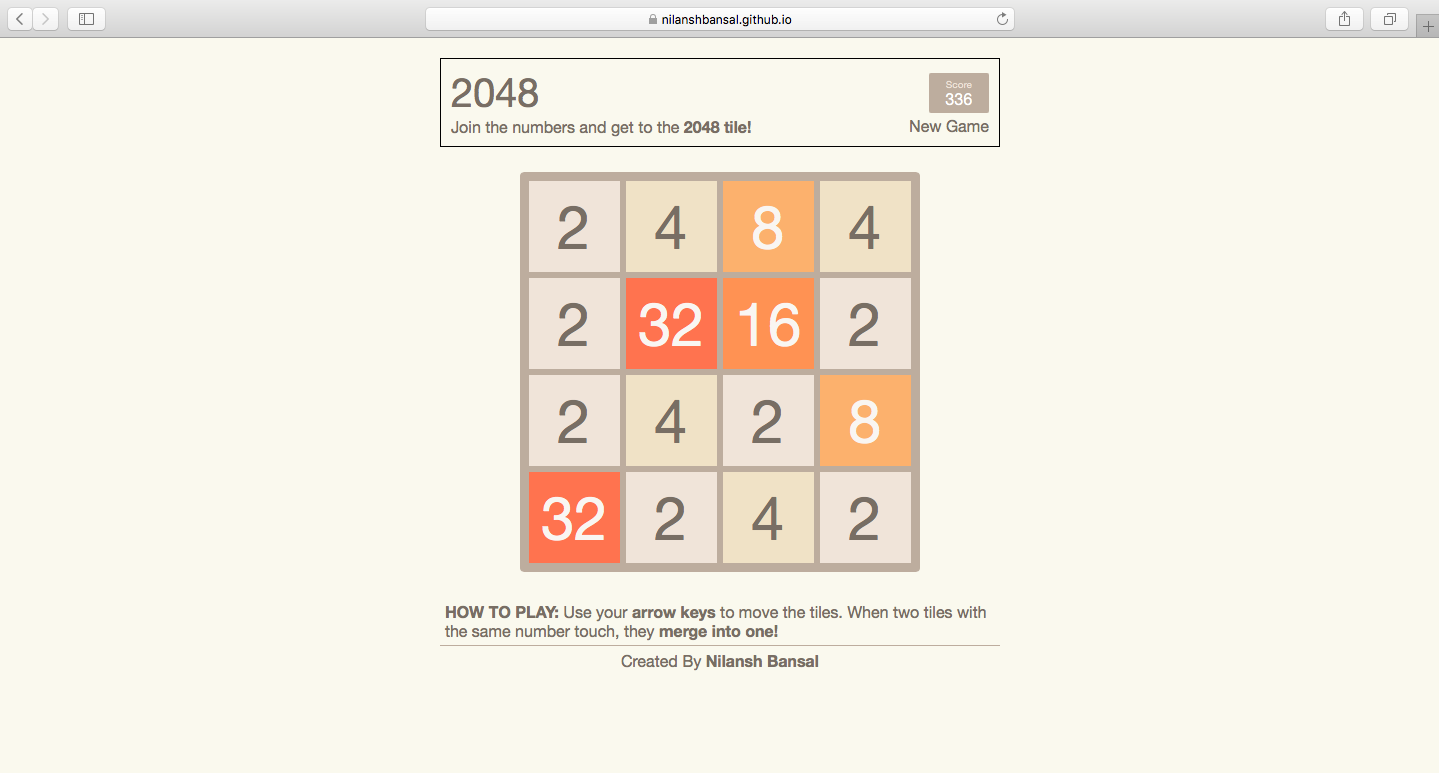 nilanshbansal.github.io
2048
Score
336
Join the numbers and get to the 2048 tile!
New Game
2 4 8 4
2 32 16 2
2 4 2 8
32 2 4 2
HOW TO PLAY: Use your arrow keys to move the tiles. When two tiles with
the same number touch, they merge into one!
Created By Nilansh Bansal